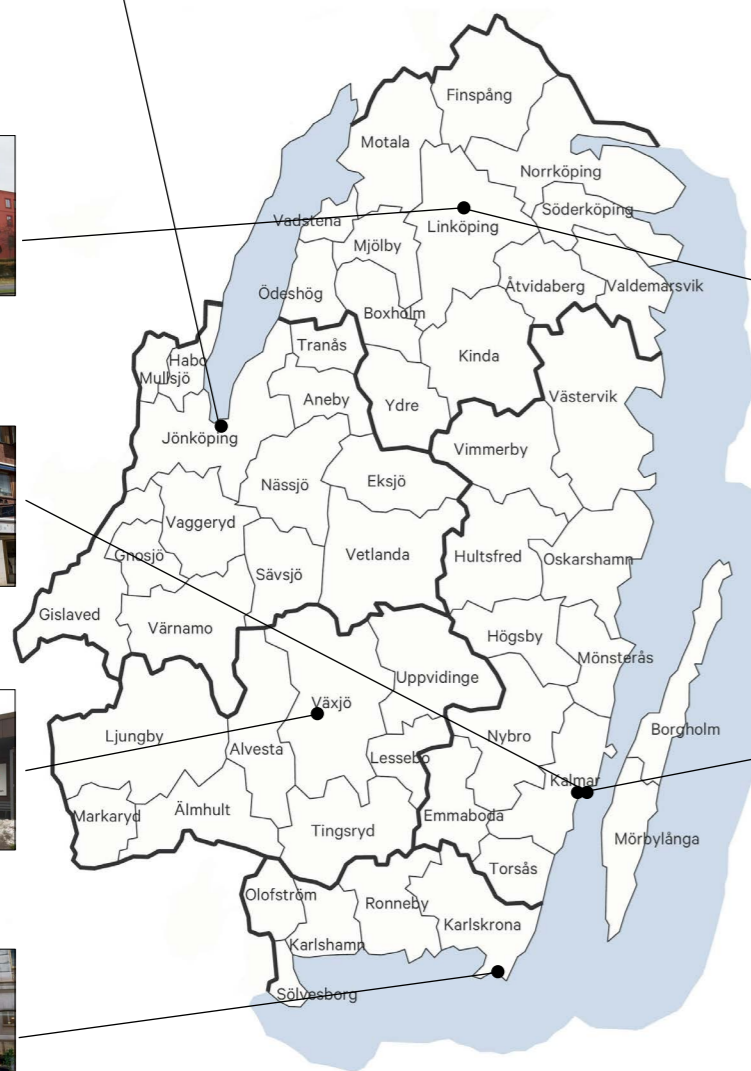 Finspång
Motala
Norrköping
Söderköping
Vadstena
Linköping
Mjölby
Åtvidaberg
Valdemarsvik
Ödeshög
Boxholm
Tranås
Kinda
Habo
Mullsjö
Aneby
Ydre
Västervik
Jönköping
Vimmerby
Nässjö
Eksjö
Vaggeryd
Gnosjö
Vetlanda
Hultsfred
Oskarshamn
Sävsjö
Gislaved
Värnamo
Högsby
Mönsterås
Uppvidinge
Växjö
Ljungby
Nybro
Borgholm
Alvesta
Lessebo
Kalmar
Markaryd
Älmhult
Emmaboda
Tingsryd
Mörbylånga
Torsås
Olofström
Ronneby
Karlskrona
Karlshamn
Sölvesborg